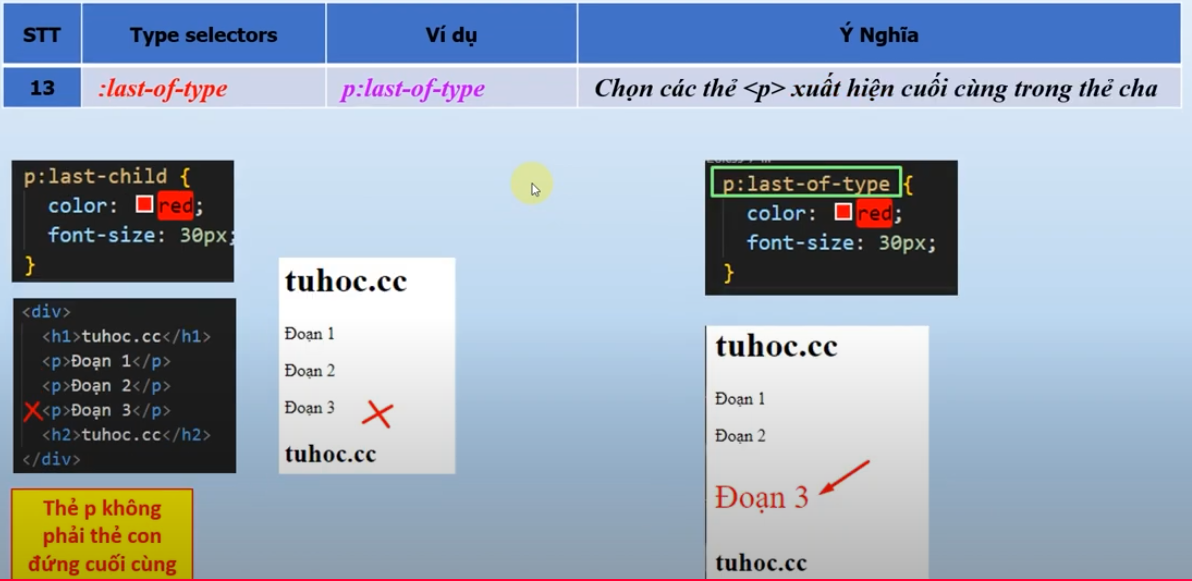 STT Type selectors Ví dụ Ý Nghĩa
13 :last-of-type p:last-of-type Chọn các thẻ <p> xuất hiện cuối cùng trong thẻ cha
p:last-child {
color: red;
font-size: 30px;
}
<div>
<h1>tuhoc.cc</h1>
<p>Đoạn 1</p>
<p>Đoạn 2</p>
<p>Đoạn 3</p>
<h2>tuhoc.cc</h2>
</div>
Thẻ p không
phải thẻ con
đứng cuối cùng
tuhoc.cc
Đoạn 1
Đoạn 2
Đoạn 3
tuhoc.cc
p:last-of-type {
color: red;
font-size: 30px;
}
tuhoc.cc
Đoạn 1
Đoạn 2
Đoạn 3
tuhoc.cc